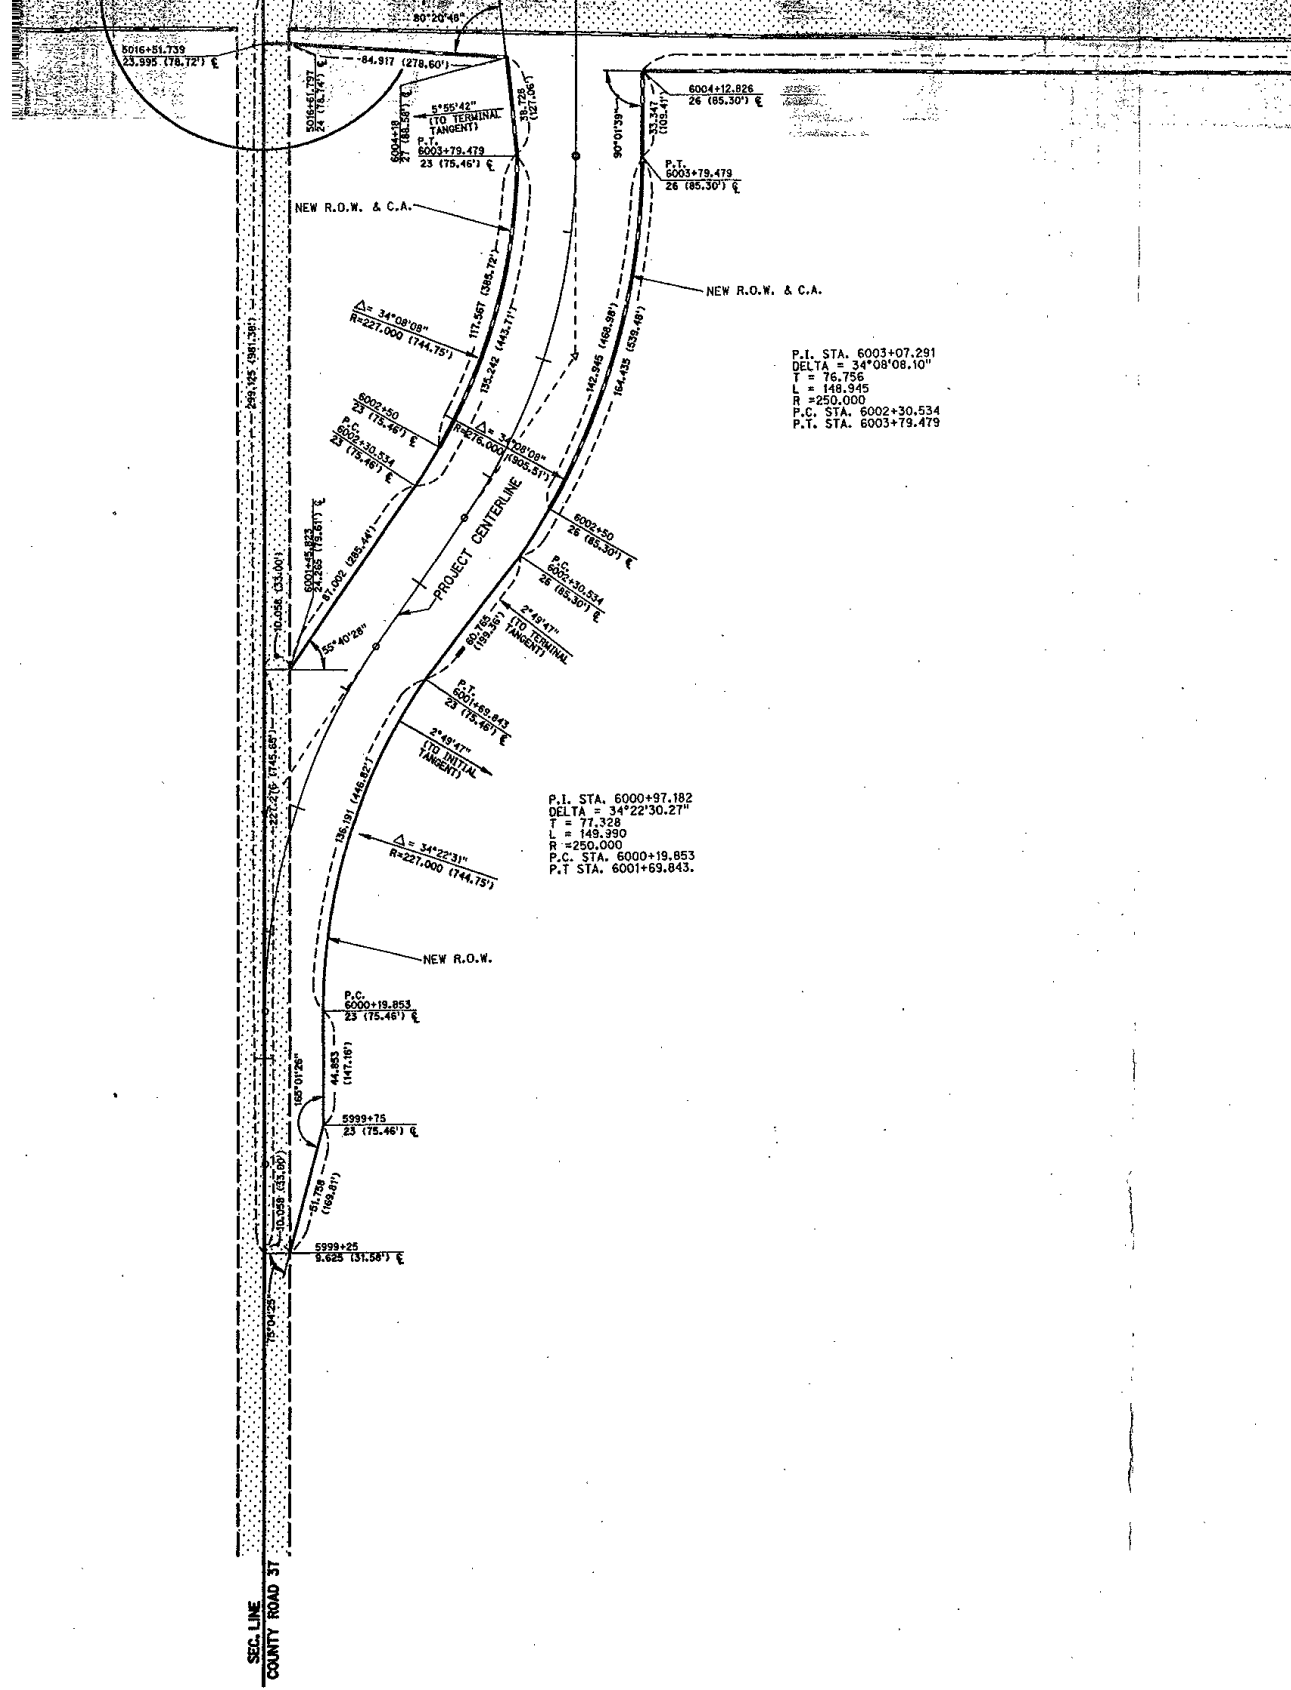 80°20'48"
5016+51.739
23.995 (78.72') ℄
84.917 (278.60')
5016+61.797
24 (78.74') ℄
6004+18
27 (88.58') ℄
5°55'42"
(TO TERMINAL
TANGENT)
38.728
(127.06')
P.T.
6003+79.479
23 (75.46') ℄
90°01'39"
33.347
(109.41')
6004+12.826
26 (85.30') ℄
P.T.
6003+79.479
26 (85.30') ℄
NEW R.O.W. & C.A.
NEW R.O.W. & C.A.
299.125 (981.38')
△= 34°08'08"
R=227.000 (744.75')
117.567 (385.72')
135.242 (443.71')
142.945 (468.98')
164.435 (539.48')
P.I. STA. 6003+07.291
DELTA = 34°08'08.10"
T = 76.756
L = 148.945
R =250.000
P.C. STA. 6002+30.534
P.T. STA. 6003+79.479
6002+50
23 (75.46') ℄
P.C.
6002+30.534
23 (75.46') ℄
△= 34°08'08"
R=276.000 (905.51')
PROJECT CENTERLINE
6002+50
26 (85.30') ℄
P.C.
6002+30.534
26 (85.30') ℄
10.058 (33.00')
6001+45.823
24.265 (79.61') ℄
87.002 (285.44')
55°40'28"
60.765
(199.36')
2°49'47"
(TO TERMINAL
TANGENT)
P.T.
6001+69.843
23 (75.46') ℄
2°49'47"
(TO INITIAL
TANGENT)
227.276 (745.65')
136.191 (446.82')
△= 34°22'31"
R=227.000 (744.75')
P.I. STA. 6000+97.182
DELTA = 34°22'30.27"
T = 77.328
L = 149.990
R =250.000
P.C. STA. 6000+19.853
P.T STA. 6001+69.843.
NEW R.O.W.
P.C.
6000+19.853
23 (75.46') ℄
165°01'26"
44.853
(147.16')
5999+75
23 (75.46') ℄
10.058 (33.00')
51.758
(169.81')
5999+25
9.625 (31.58') ℄
75°04'25"
SEC. LINE
COUNTY ROAD 37